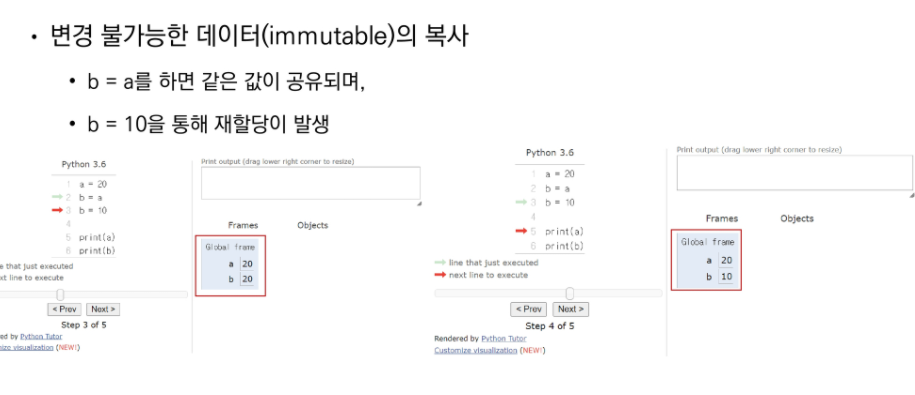 • 변경 불가능한 데이터(immutable)의 복사
• b = a를 하면 같은 값이 공유되며,
• b = 10을 통해 재할당이 발생
Python 3.6
1 a = 20
2 b = a
3 b = 10
4
5 print(a)
6 print(b)
e that just executed
xt line to execute
< Prev Next >
Step 3 of 5
ed by Python Tutor
ize visualization (NEW!)
Print output (drag lower right corner to resize)
Frames Objects
Global frame
a 20
b 20
Python 3.6
1 a = 20
2 b = a
3 b = 10
4
5 print(a)
6 print(b)
line that just executed
next line to execute
< Prev Next >
Step 4 of 5
Rendered by Python Tutor
Customize visualization (NEW!)
Print output (drag lower right corner to resize)
Frames Objects
Global frame
a 20
b 10